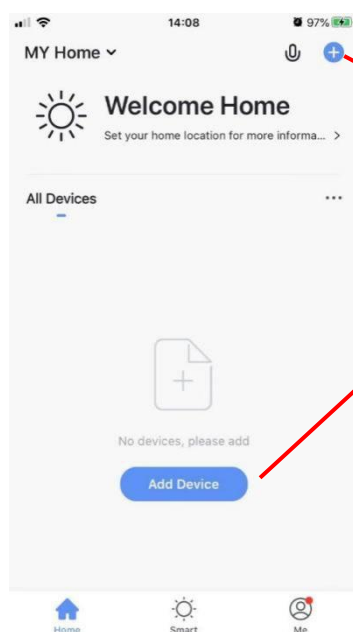 14:08
97%
MY Home
Welcome Home
Set your home location for more informa...
All Devices
No devices, please add
Add Device
Home
Smart
Me